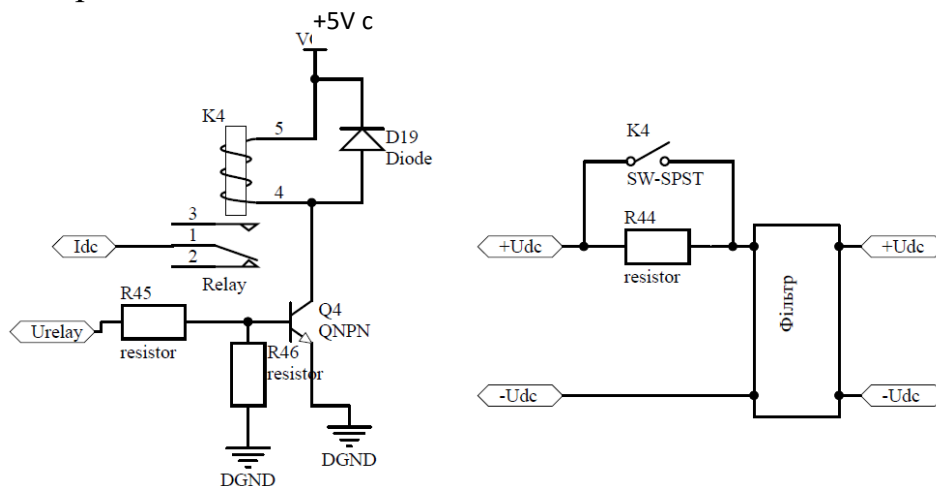 +5V c
K4
5
D19
Diode
4
3
Idc
1
2
Relay
R45
Q4
QNPN
Urelay
resistor
R46
resistor
DGND
DGND
K4
SW-SPST
R44
+Udc
resistor
Фільтр
+Udc
-Udc
-Udc